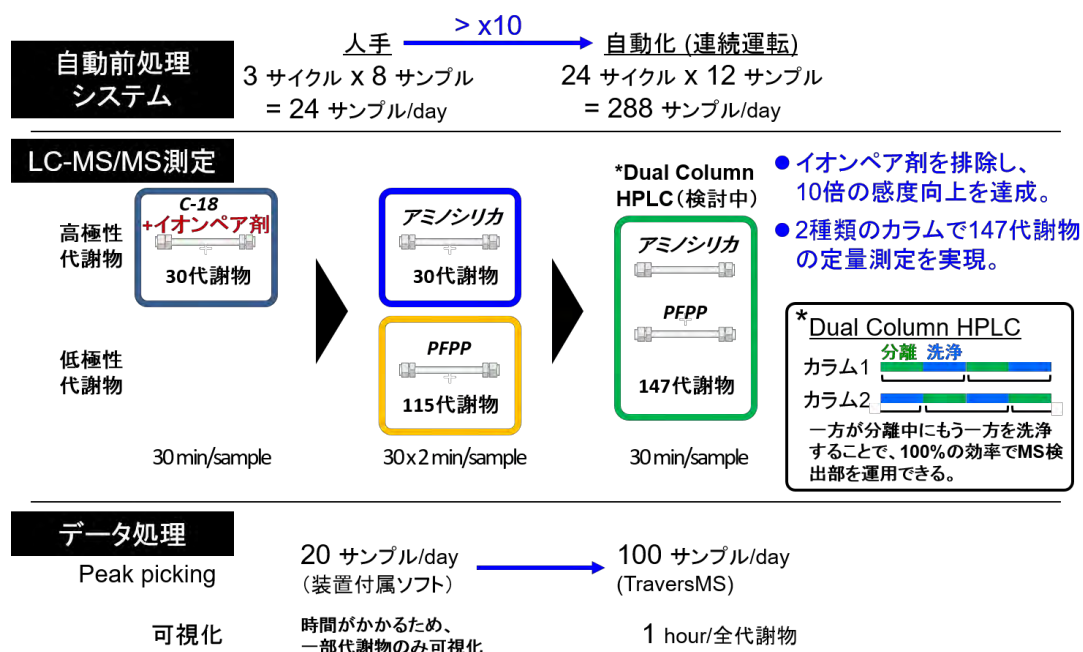 自動前処理
システム
人手
> x10
自動化 (連続運転)
3 サイクル x 8 サンプル
= 24 サンプル/day
24 サイクル x 12 サンプル
= 288 サンプル/day
LC-MS/MS測定
高極性
代謝物
低極性
代謝物
C-18
+イオンペア剤
30代謝物
30 min/sample
アミノシリカ
30代謝物
PFPP
115代謝物
30 x 2 min/sample
*Dual Column
HPLC(検討中)
アミノシリカ
PFPP
147代謝物
30 min/sample
● イオンペア剤を排除し、
10倍の感度向上を達成。
● 2種類のカラムで147代謝物
の定量測定を実現。
*Dual Column HPLC
分離 洗浄
カラム1
カラム2
一方が分離中にもう一方を洗浄
することで、100%の効率でMS検
出部を運用できる。
データ処理
Peak picking
20 サンプル/day
(装置付属ソフト)
100 サンプル/day
(TraversMS)
可視化
時間がかかるため、
一部代謝物のみ可視化
1 hour/全代謝物